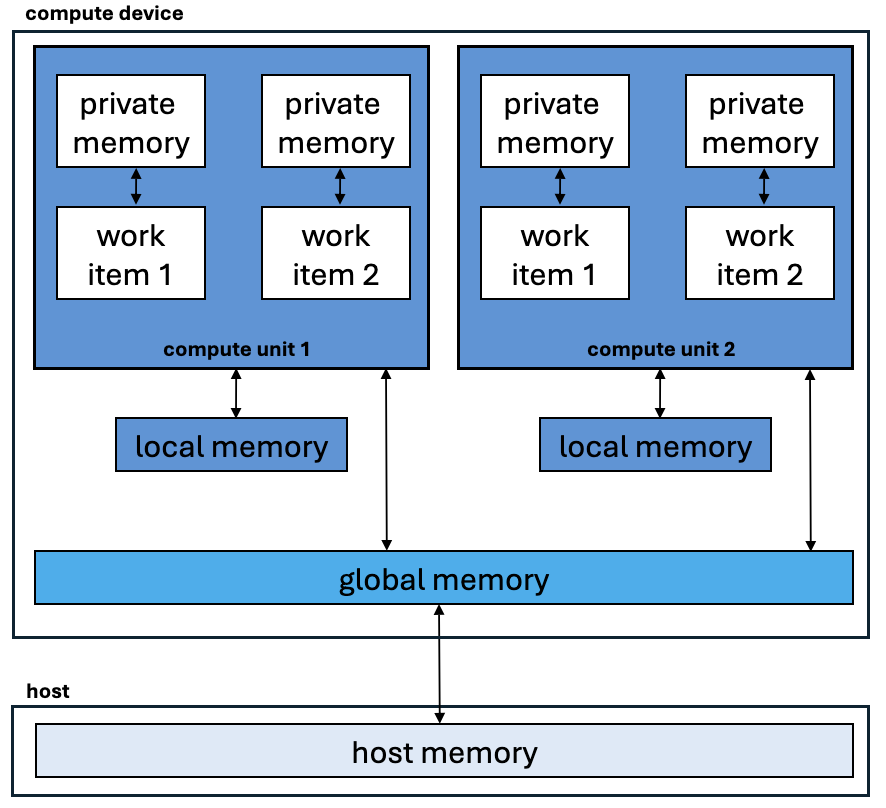 compute device
private
memory
private
memory
private
memory
private
memory
work
item 1
work
item 2
work
item 1
work
item 2
compute unit 1
compute unit 2
local memory
local memory
global memory
host
host memory